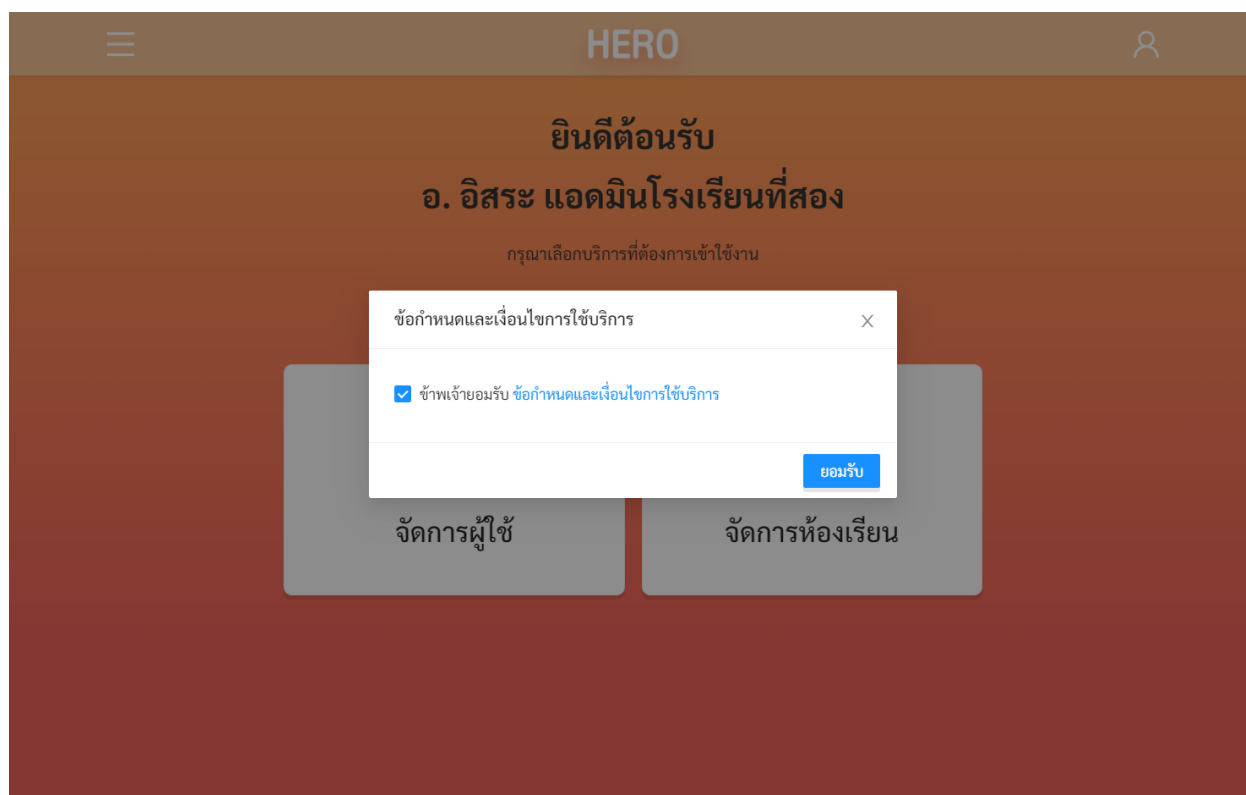 HERO
ยินดีต้อนรับ
อ. อิสระ แอดมินโรงเรียนที่สอง
กรุณาเลือกบริการที่ต้องการเข้าใช้งาน
ข้อกำหนดและเงื่อนไขการใช้บริการ
ข้าพเจ้ายอมรับ ข้อกำหนดและเงื่อนไขการใช้บริการ
ยอมรับ
จัดการผู้ใช้
จัดการห้องเรียน